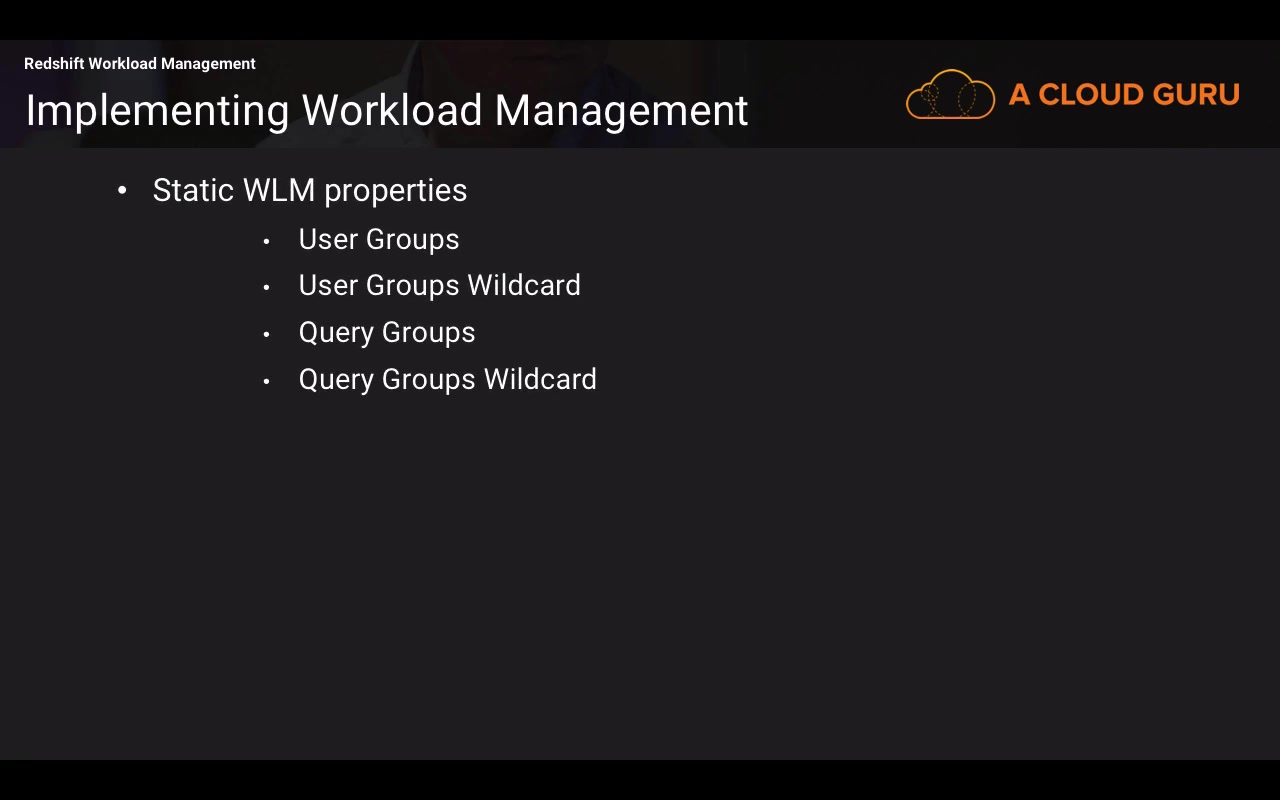 Redshift Workload Management
Implementing Workload Management
A CLOUD GURU
• Static WLM properties
• User Groups
• User Groups Wildcard
• Query Groups
• Query Groups Wildcard